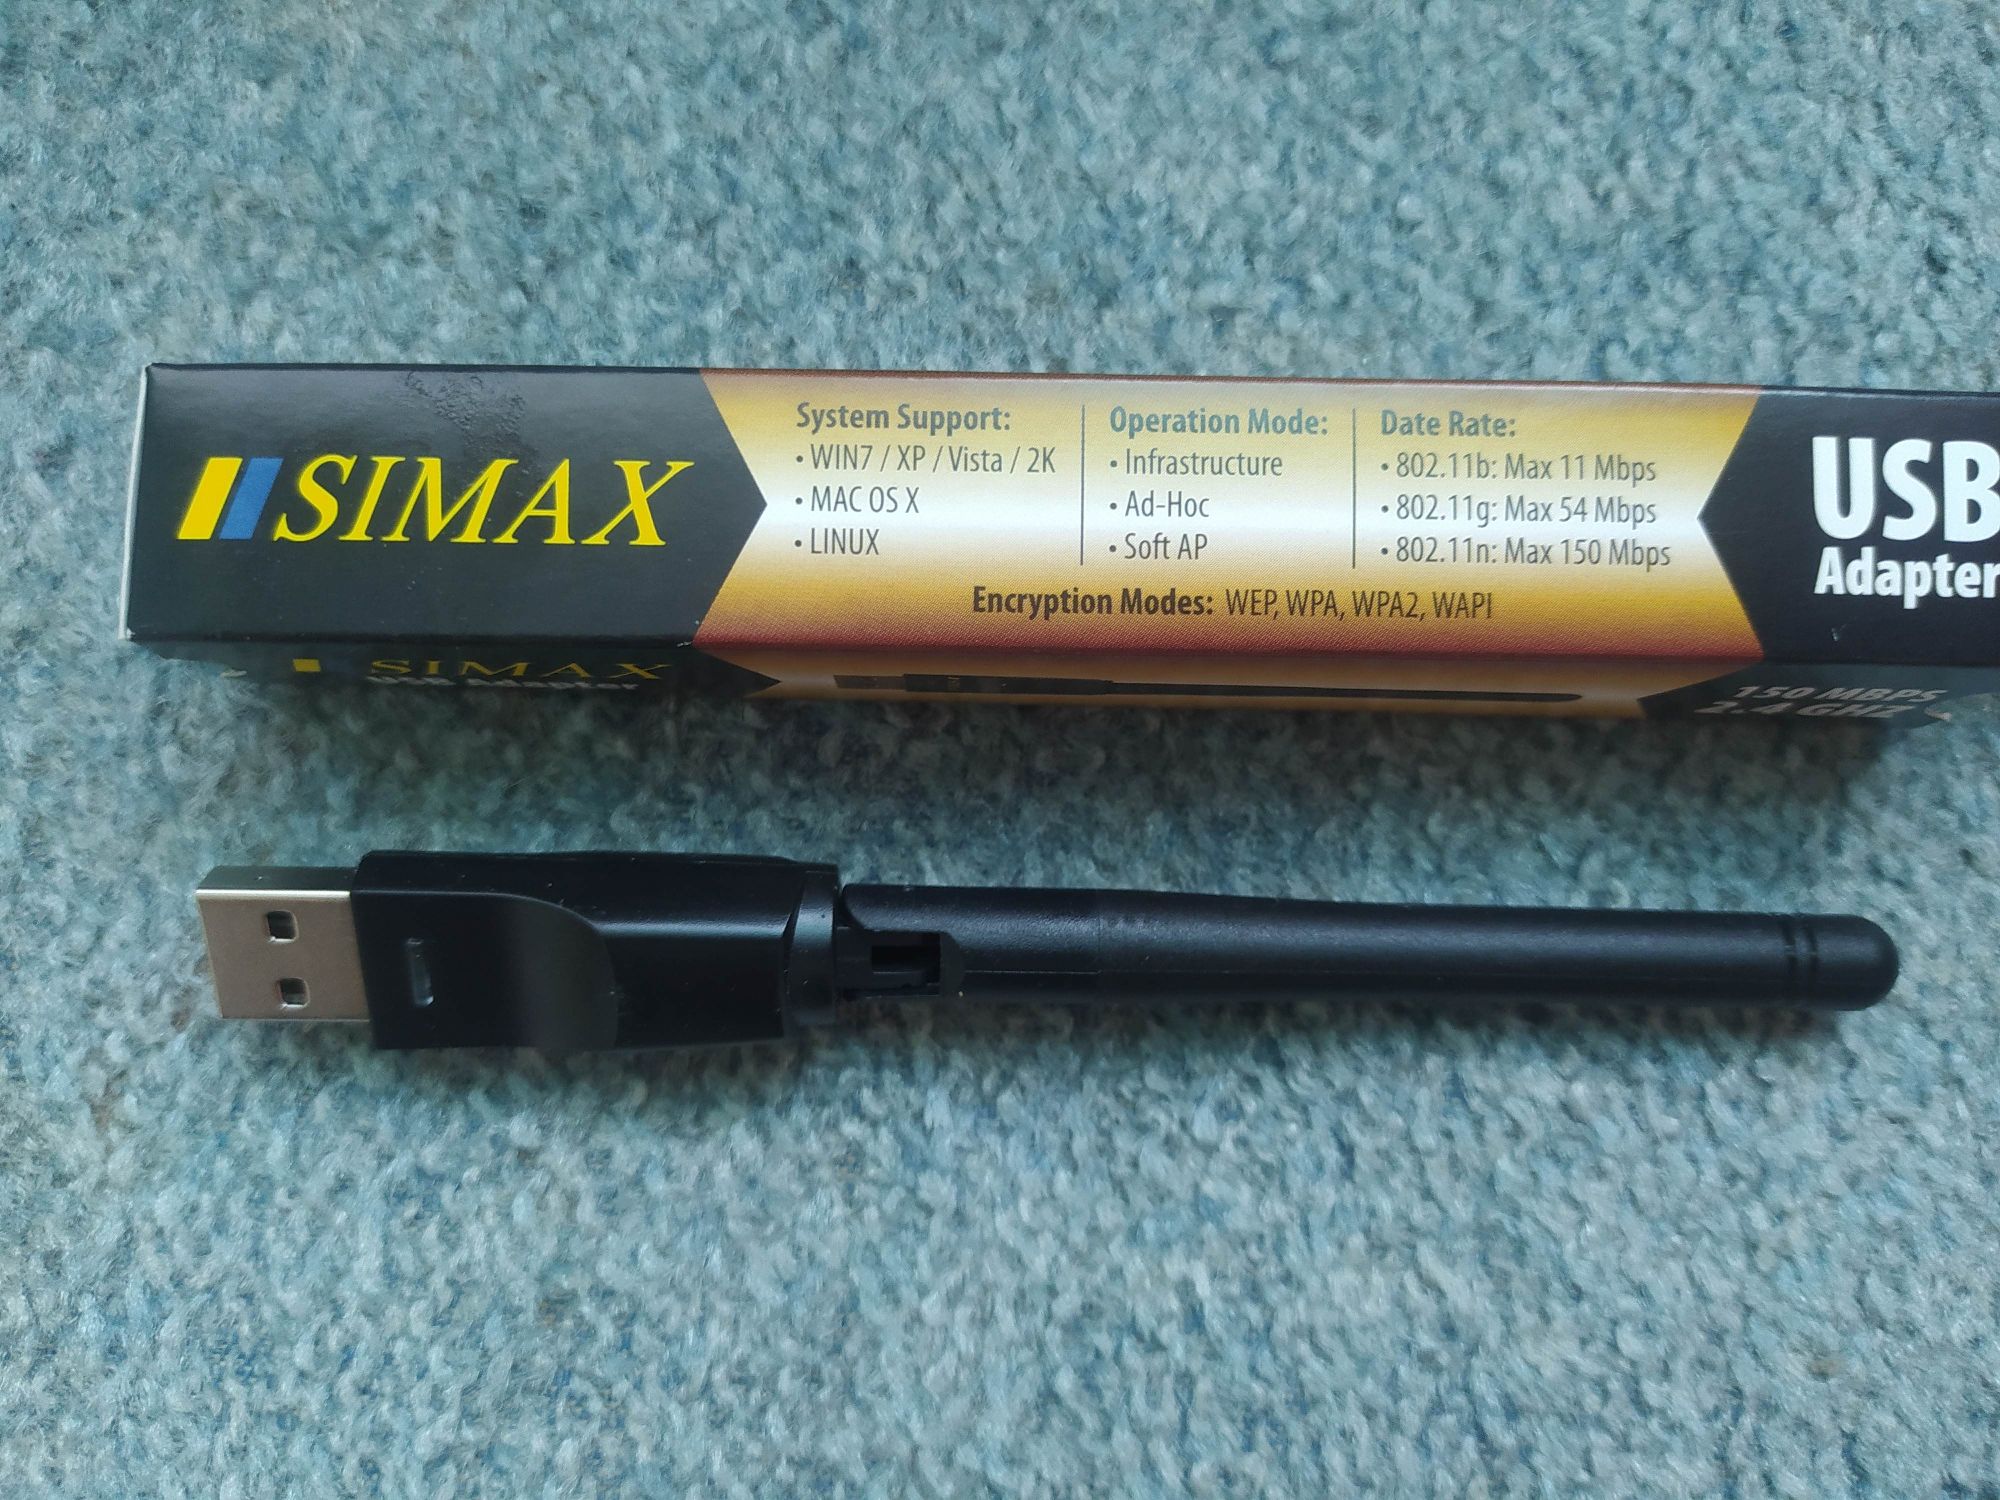 SIMAX
System Support:
• WIN7 / XP / Vista / 2K
• MAC OS X
• LINUX
Operation Mode:
• Infrastructure
• Ad-Hoc
• Soft AP
Date Rate:
• 802.11b: Max 11 Mbps
• 802.11g: Max 54 Mbps
• 802.11n: Max 150 Mbps
Encryption Modes: WEP, WPA, WPA2, WAPI
USB
Adapter
SIMAX
USB Adapter
150 MBPS
2.4 GHZ